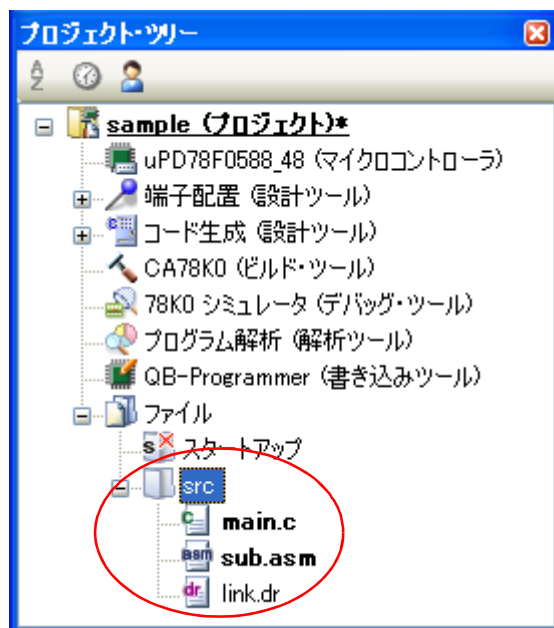 プロジェクト・ツリー
sample (プロジェクト)*
uPD78F0588_48 (マイクロコントローラ)
端子配置 (設計ツール)
コード生成 (設計ツール)
CA78K0 (ビルド・ツール)
78K0 シミュレータ (デバッグ・ツール)
プログラム解析 (解析ツール)
QB-Programmer (書き込みツール)
ファイル
スタートアップ
src
main.c
sub.asm
link.dr